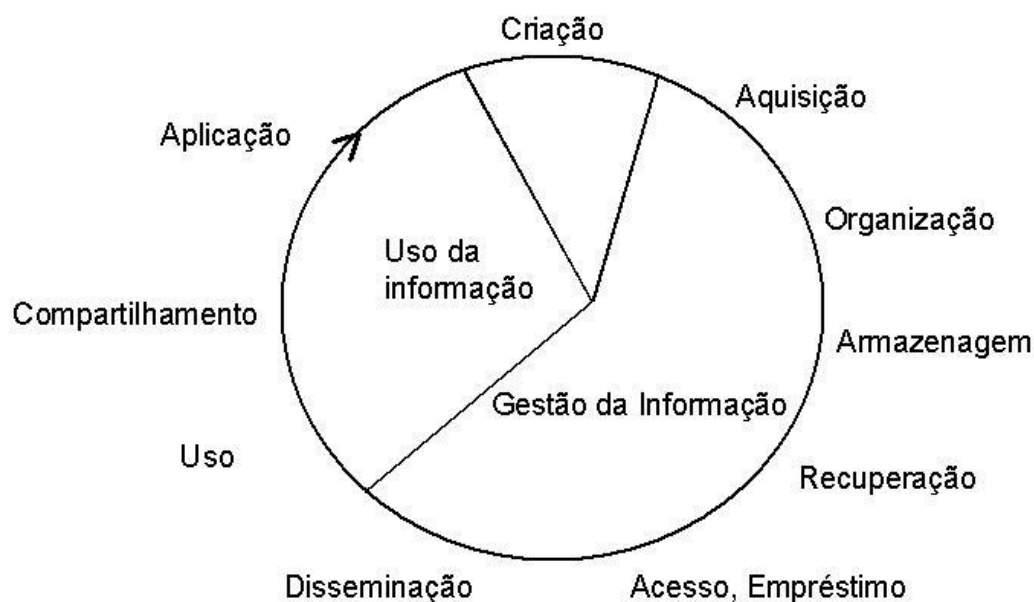 Criação
Aquisição
Aplicação
Organização
Uso da
informação
Compartilhamento
Armazenagem
Gestão da Informação
Uso
Recuperação
Disseminação
Acesso, Empréstimo